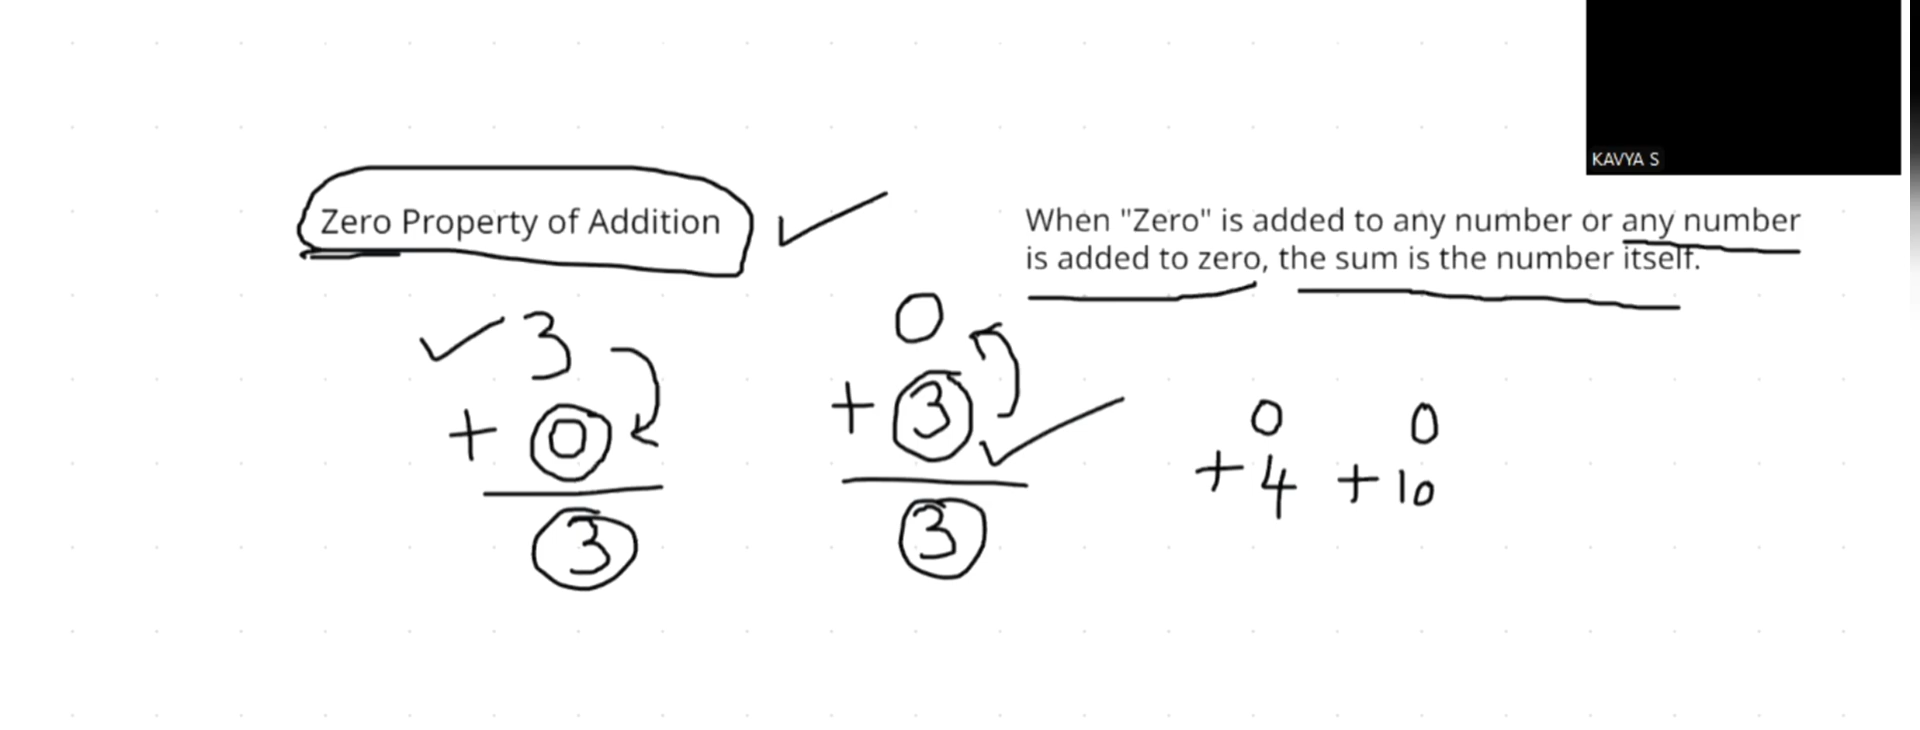 KAVYA S
Zero Property of Addition
When "Zero" is added to any number or any number
is added to zero, the sum is the number itself.
3
+ 0
3
0
+ 3
3
0
+ 4
0
+ 10